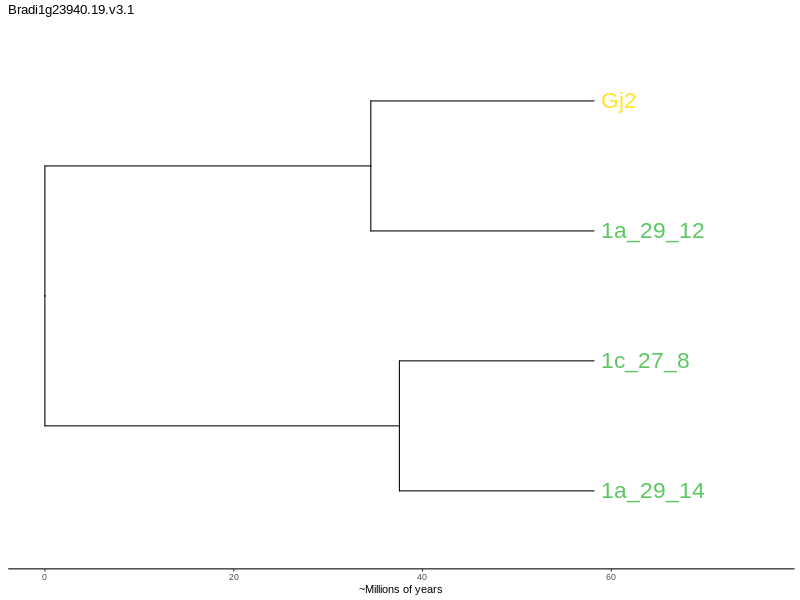 Bradi1g23940.19.v3.1
Gj2
1a_29_12
1c_27_8
1a_29_14
0 20 40 60
~Millions of years